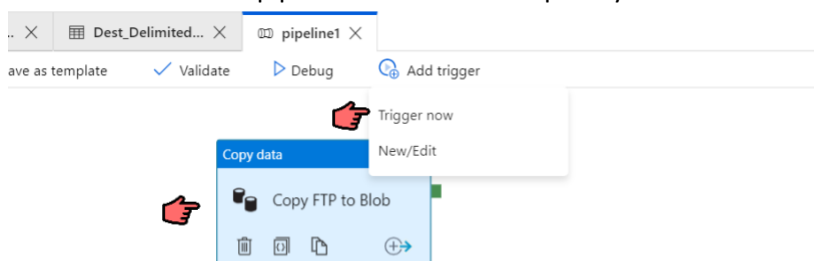 .. Dest_Delimited... pipeline1
ave as template Validate Debug Add trigger
Trigger now
New/Edit
Copy data
Copy FTP to Blob